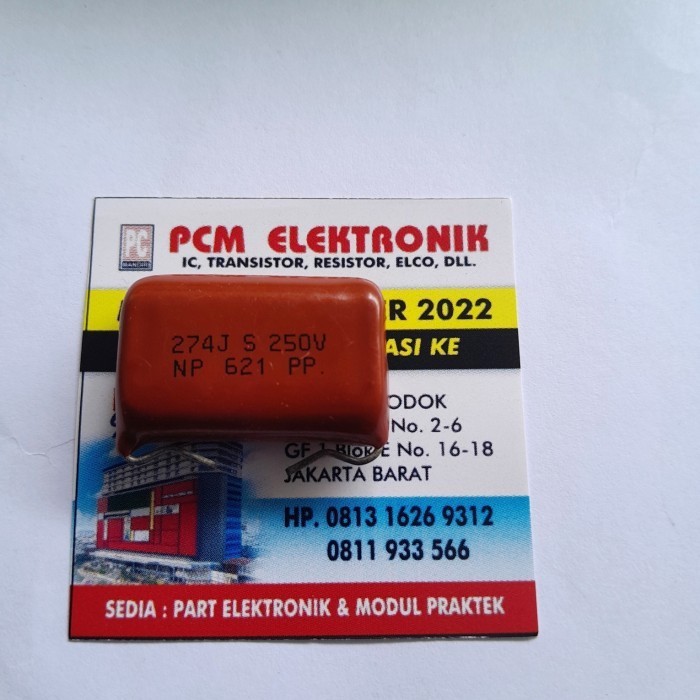 PC
PCM ELEKTRONIK
IC, TRANSISTOR, RESISTOR, ELCO, DLL.
ER 2022
ASI KE
274J S 250V
NP 621 PP.
ODOK
No. 2-6
GF 1 Blok E No. 16-18
JAKARTA BARAT
HP. 0813 1626 9312
0811 933 566
SEDIA : PART ELEKTRONIK & MODUL PRAKTEK